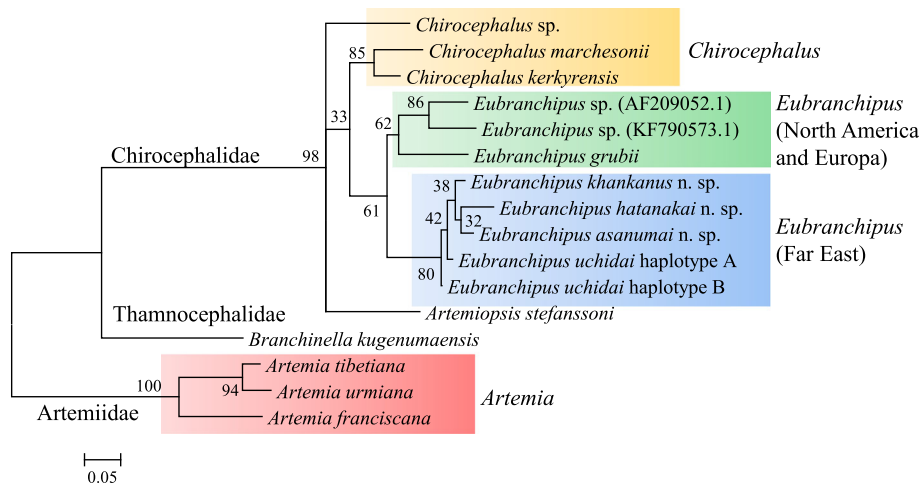 Chirocephalus sp.
85
Chirocephalus marchesonii
Chirocephalus
Chirocephalus kerkyrensis
33
86
Eubranchipus sp. (AF209052.1)
Eubranchipus
(North America
and Europa)
62
Eubranchipus sp. (KF790573.1)
Chirocephalidae
98
Eubranchipus grubii
38
Eubranchipus khankanus n. sp.
61
42
32
Eubranchipus hatanakai n. sp.
Eubranchipus
(Far East)
Eubranchipus asanumai n. sp.
80
Eubranchipus uchidai haplotype A
Eubranchipus uchidai haplotype B
Thamnocephalidae
Artemiopsis stefanssoni
Branchinella kugenumaensis
100
Artemia tibetiana
94
Artemia urmiana
Artemia
Artemiidae
Artemia franciscana
0.05